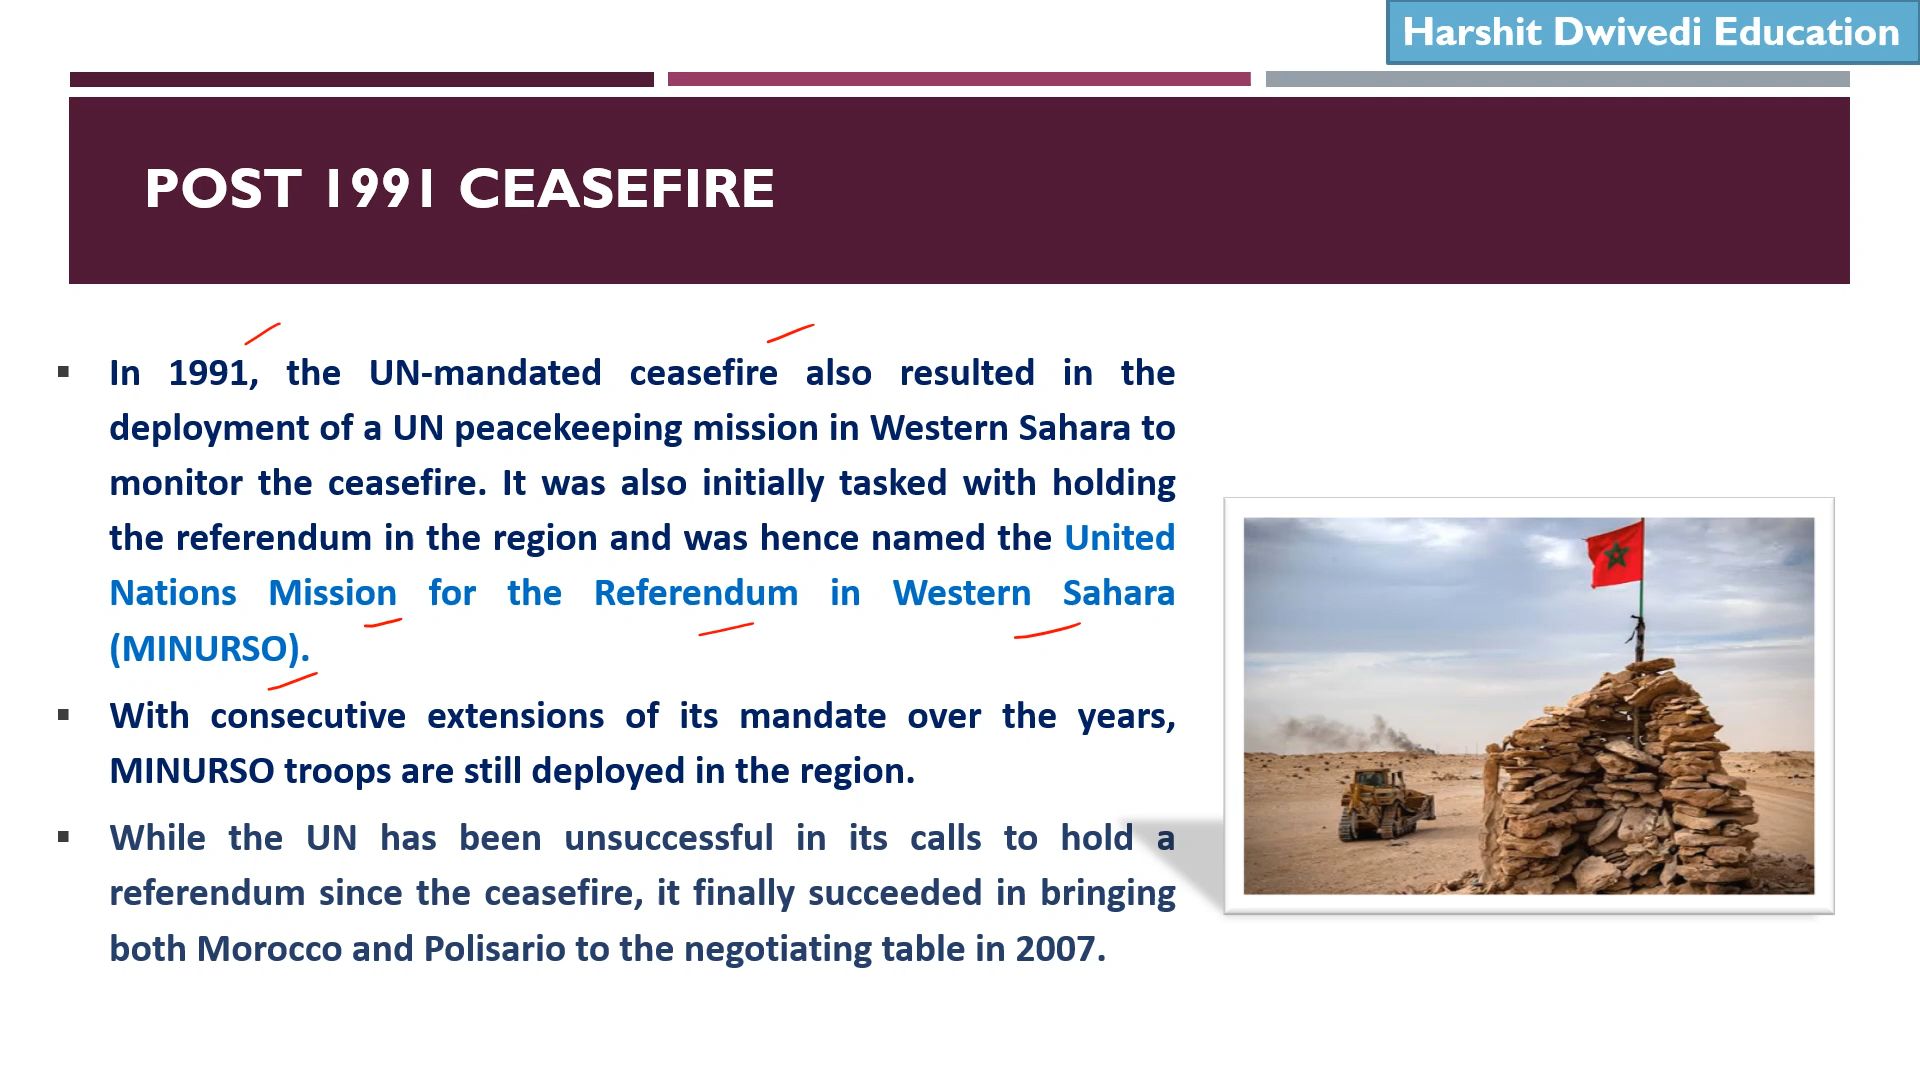 Harshit Dwivedi Education
POST 1991 CEASEFIRE
In 1991, the UN-mandated ceasefire also resulted in the
deployment of a UN peacekeeping mission in Western Sahara to
monitor the ceasefire. It was also initially tasked with holding
the referendum in the region and was hence named the United
Nations Mission for the Referendum in Western Sahara
(MINURSO).
With consecutive extensions of its mandate over the years,
MINURSO troops are still deployed in the region.
While the UN has been unsuccessful in its calls to hold a
referendum since the ceasefire, it finally succeeded in bringing
both Morocco and Polisario to the negotiating table in 2007.